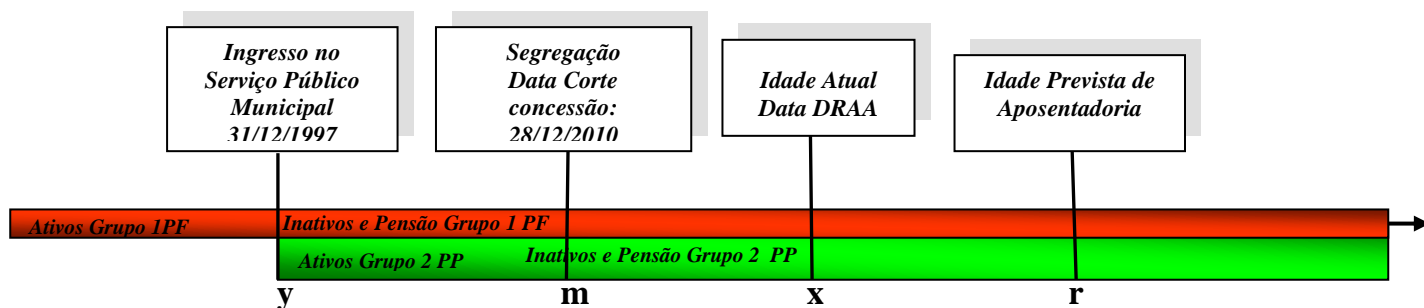 Ingresso no
Serviço Público
Municipal
31/12/1997
Segregação
Data Corte
concessão:
28/12/2010
Idade Atual
Data DRAA
Idade Prevista de
Aposentadoria
Ativos Grupo 1PF
Inativos e Pensão Grupo 1 PF
Ativos Grupo 2 PP
Inativos e Pensão Grupo 2 PP
y
m
x
r